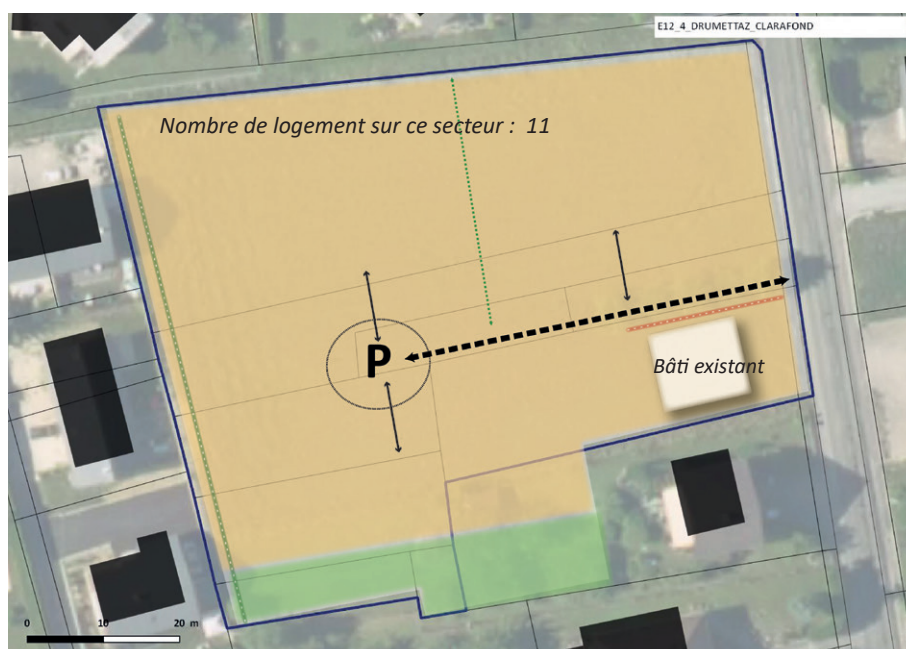 E12_4_DRUMETTAZ_CLARAFOND
Nombre de logement sur ce secteur : 11
P
Bâti existant
0 10 20 m